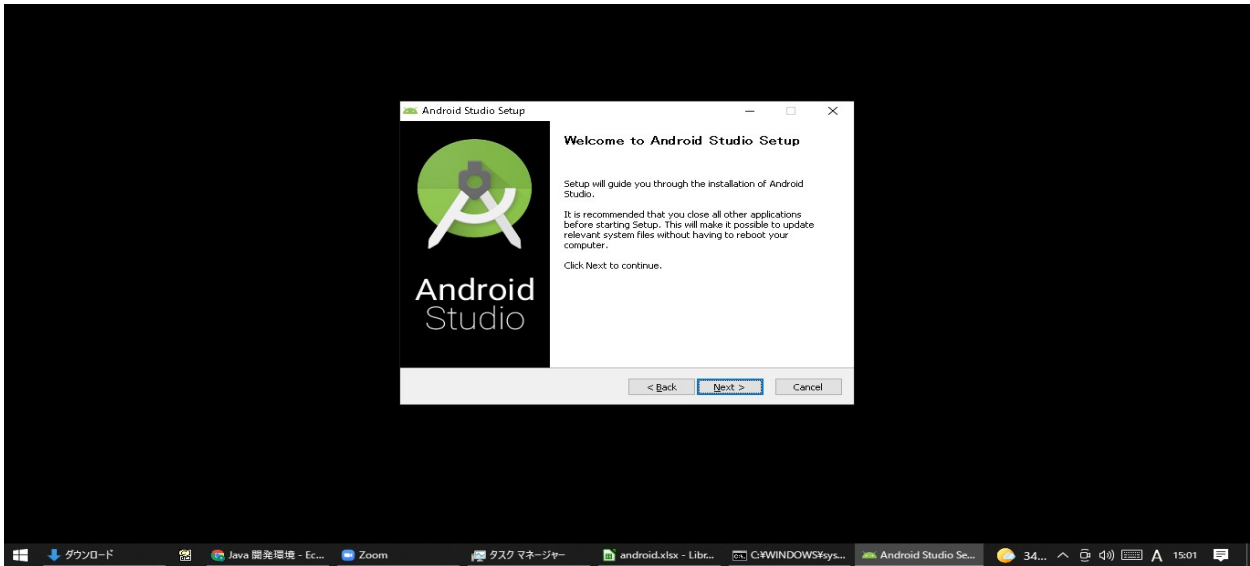 Android Studio Setup
Android
Studio
Welcome to Android Studio Setup
Setup will guide you through the installation of Android
Studio.
It is recommended that you close all other applications
before starting Setup. This will make it possible to update
relevant system files without having to reboot your
computer.
Click Next to continue.
< Back
Next >
Cancel
ダウンロード
Java 開発環境 - Ec...
Zoom
タスク マネージャー
android.xlsx - Libr...
C:¥WINDOWS¥sys...
Android Studio Se...
34...
A
15:01